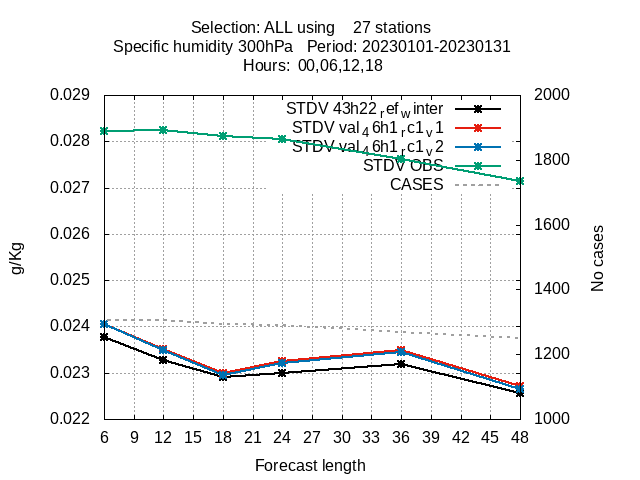 Selection: ALL using    27 stations
Specific humidity 300hPa   Period: 20230101-20230131
Hours: 00,06,12,18
0.029
0.028
0.027
0.026
0.025
0.024
0.023
0.022
g/Kg
STDV 43h22refwinter
STDV val46h1rc1v1
STDV val46h1rc1v2
STDV OBS
CASES
2000
1800
1600
1400
1200
1000
No cases
6 9 12 15 18 21 24 27 30 33 36 39 42 45 48
Forecast length